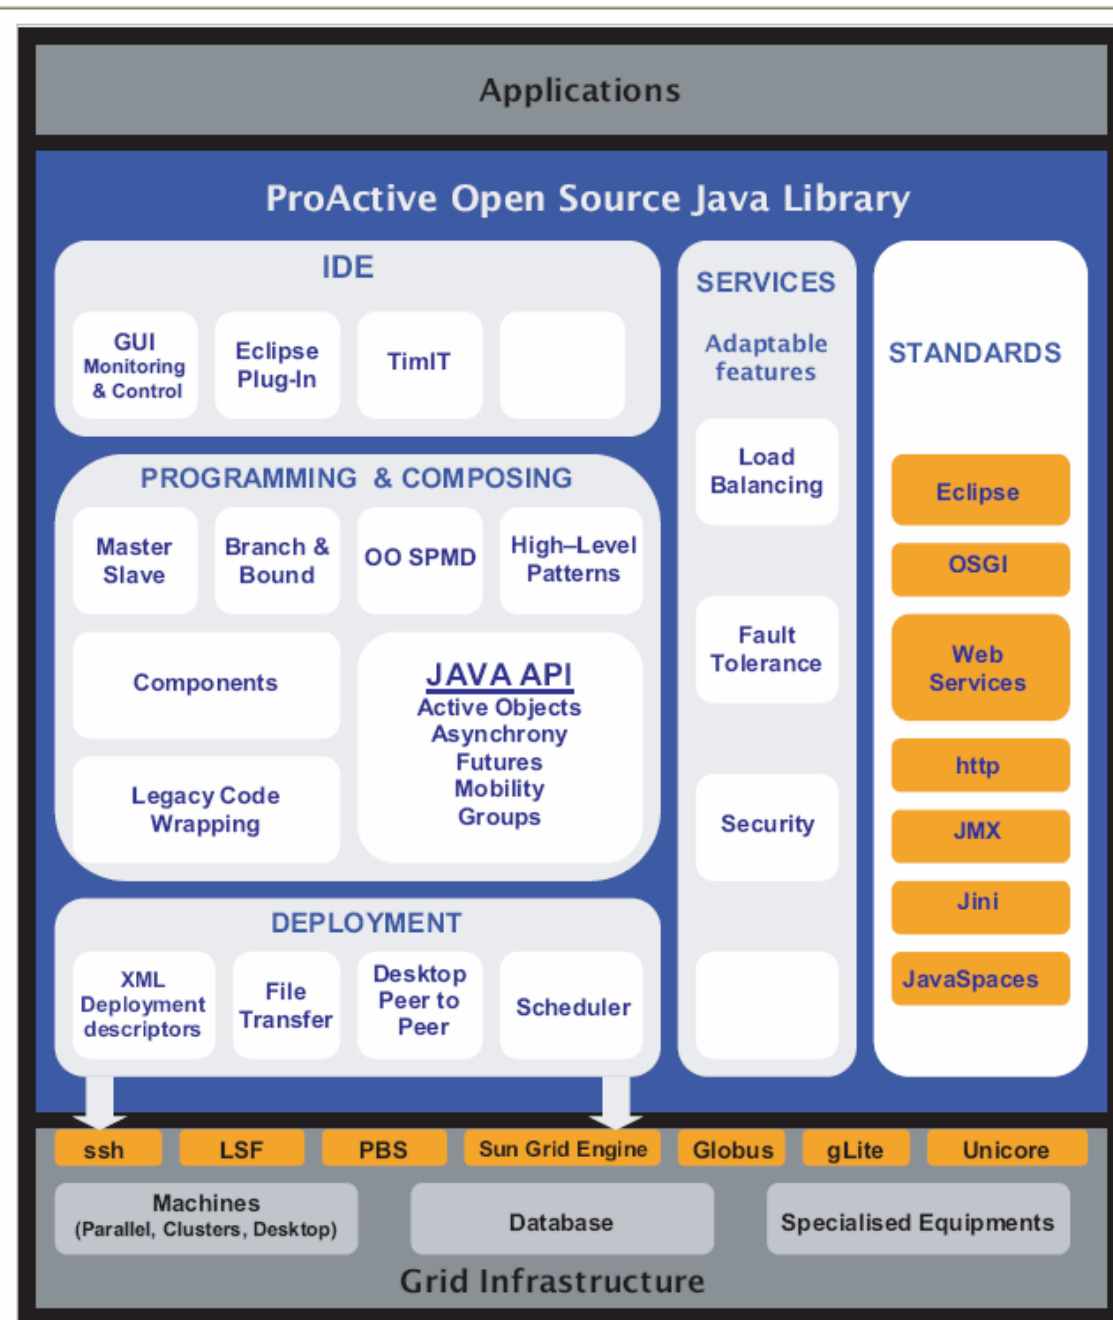 Applications
ProActive Open Source Java Library
IDE
GUI
Monitoring
& Control
Eclipse
Plug-In
TimIT
PROGRAMMING & COMPOSING
Master
Slave
Branch &
Bound
OO SPMD
High–Level
Patterns
Components
Legacy Code
Wrapping
JAVA API
Active Objects
Asynchrony
Futures
Mobility
Groups
DEPLOYMENT
XML
Deployment
descriptors
File
Transfer
Desktop
Peer to
Peer
Scheduler
SERVICES
Adaptable
features
Load
Balancing
Fault
Tolerance
Security
STANDARDS
Eclipse
OSGI
Web
Services
http
JMX
Jini
JavaSpaces
ssh
LSF
PBS
Sun Grid Engine
Globus
gLite
Unicore
Machines
(Parallel, Clusters, Desktop)
Database
Specialised Equipments
Grid Infrastructure